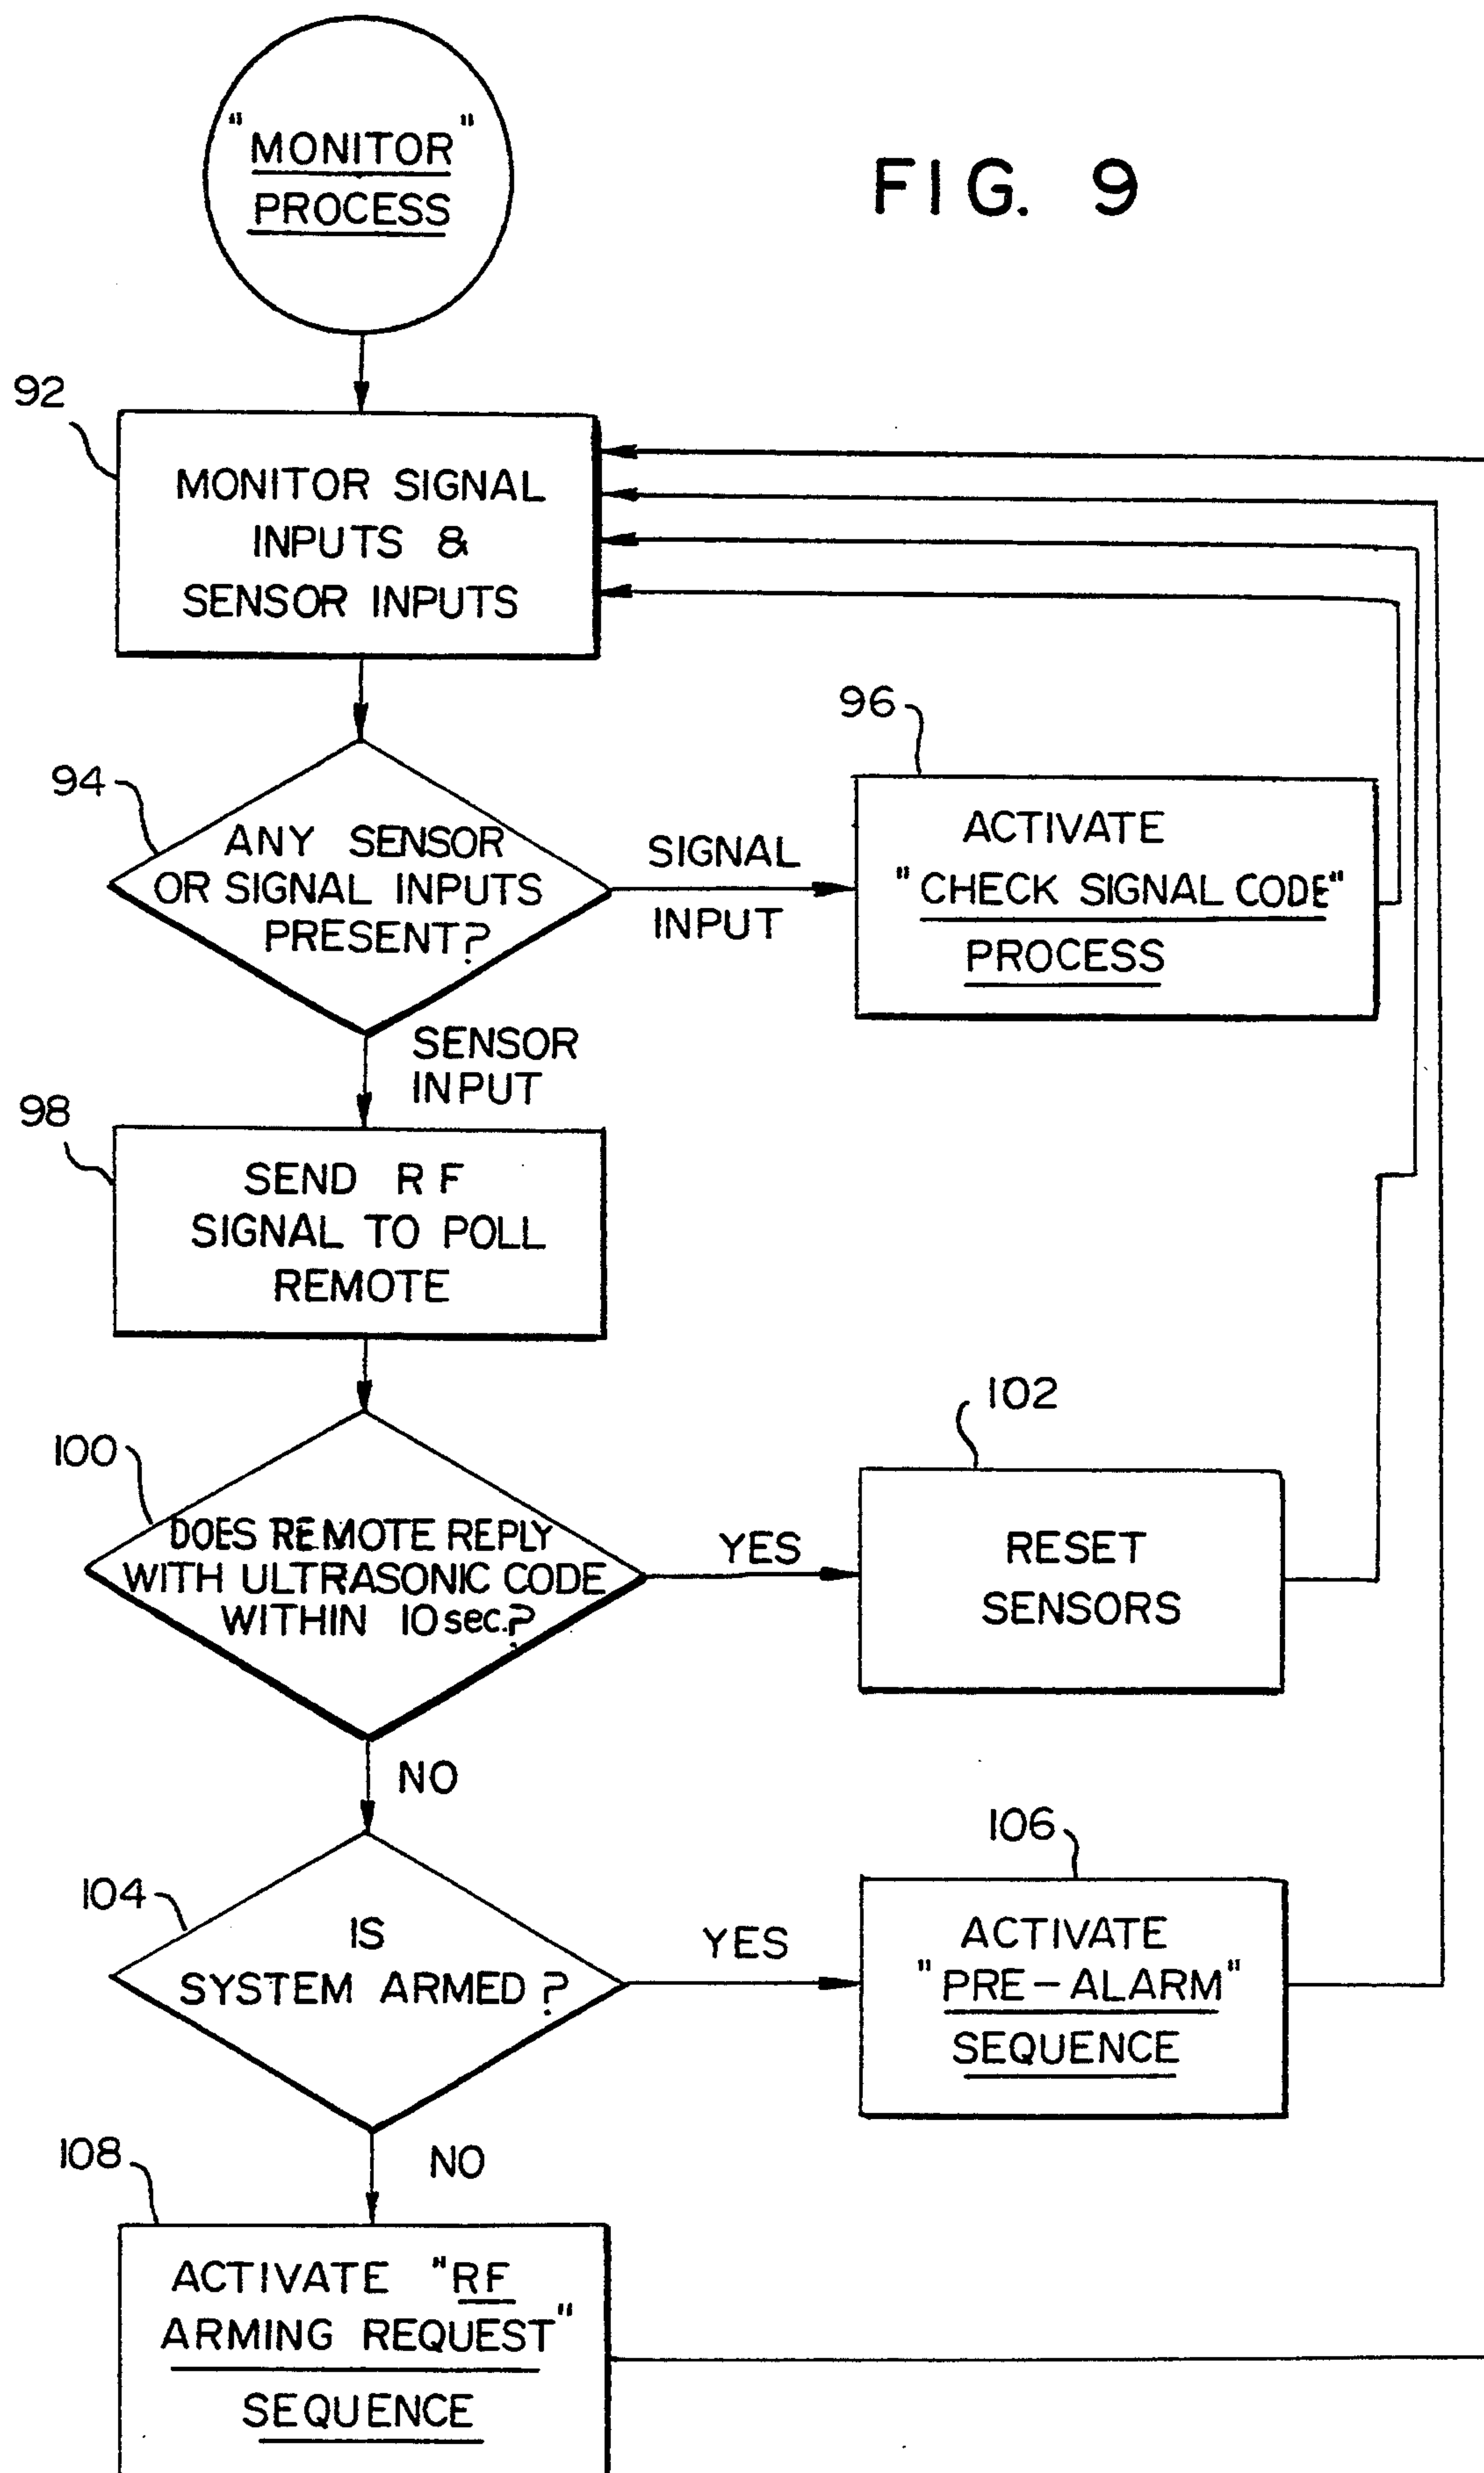 "MONITOR"
PROCESS
FIG. 9
92
MONITOR SIGNAL
INPUTS &
SENSOR INPUTS
94
ANY SENSOR
OR SIGNAL INPUTS
PRESENT?
SIGNAL
INPUT
96
ACTIVATE
"CHECK SIGNAL CODE"
PROCESS
SENSOR
INPUT
98
SEND RF
SIGNAL TO POLL
REMOTE
100
DOES REMOTE REPLY
WITH ULTRASONIC CODE
WITHIN 10 sec.?
YES
102
RESET
SENSORS
NO
104
IS
SYSTEM ARMED?
YES
106
ACTIVATE
"PRE-ALARM"
SEQUENCE
NO
108
ACTIVATE "RF
ARMING REQUEST"
SEQUENCE